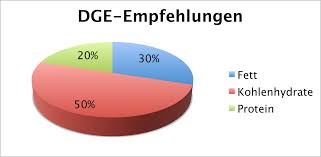 DGE-Empfehlungen
20%
30%
50%
Fett
Kohlenhydrate
Protein